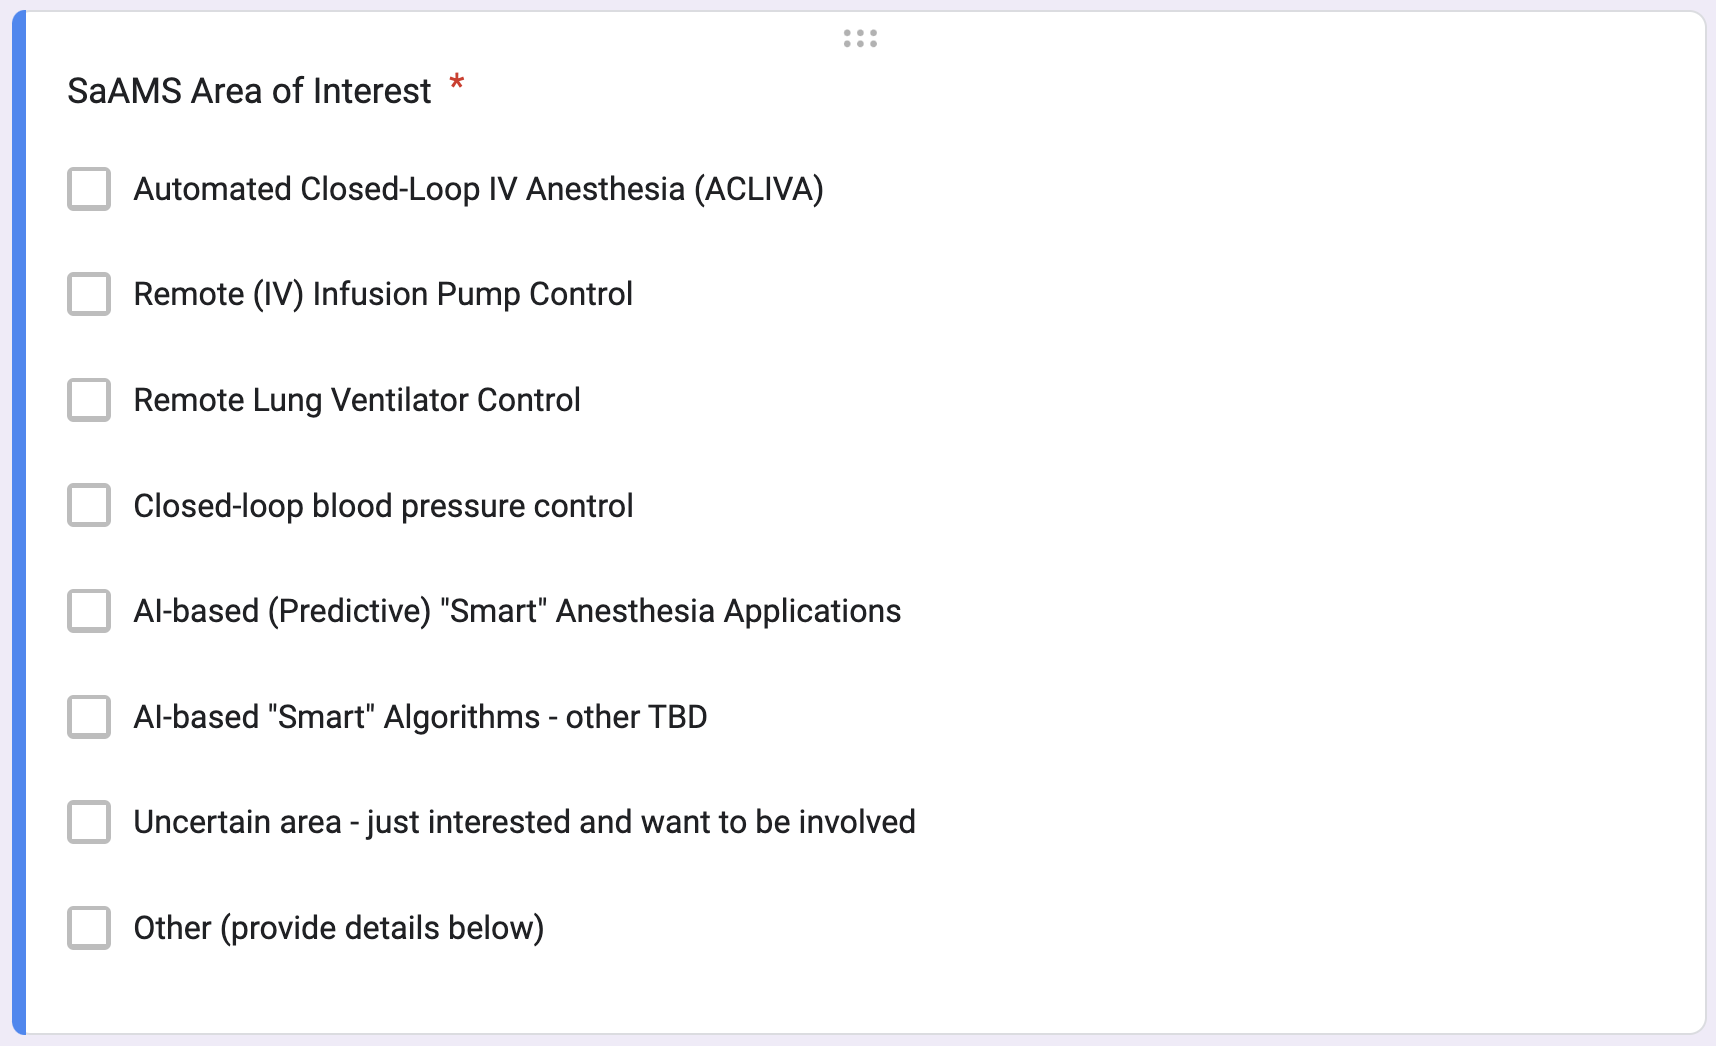 SaAMS Area of Interest *
Automated Closed-Loop IV Anesthesia (ACLIVA)
Remote (IV) Infusion Pump Control
Remote Lung Ventilator Control
Closed-loop blood pressure control
AI-based (Predictive) "Smart" Anesthesia Applications
AI-based "Smart" Algorithms - other TBD
Uncertain area - just interested and want to be involved
Other (provide details below)